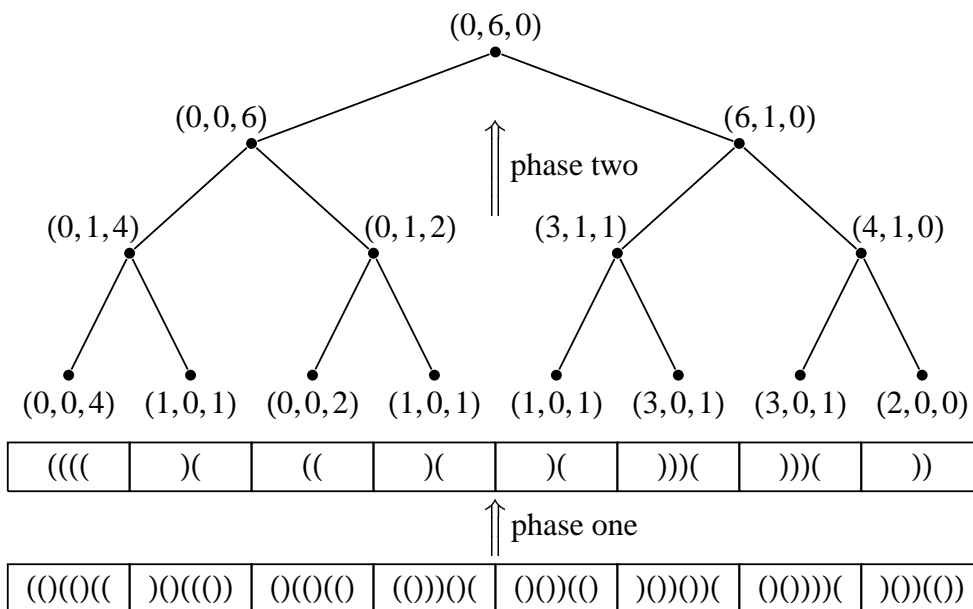 (0, 6, 0)
(0, 0, 6) (6, 1, 0)
phase two
(0, 1, 4) (0, 1, 2) (3, 1, 1) (4, 1, 0)
(0, 0, 4) (1, 0, 1) (0, 0, 2) (1, 0, 1) (1, 0, 1) (3, 0, 1) (3, 0, 1) (2, 0, 0)
(((( )( (( )( )( )))( )))( ))
phase one
(()(()(( )()((()) ()(()(() (()))()( ()())(() )()))())( ()())))( )()))(())